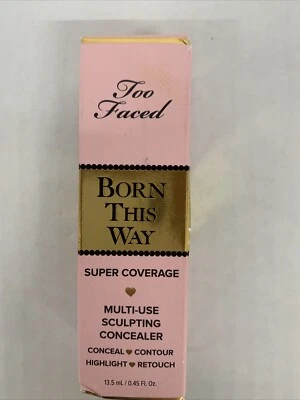 Too
Faced
BORN
THIS
WAY
SUPER COVERAGE
MULTI-USE
SCULPTING
CONCEALER
CONCEAL ♥ CONTOUR
HIGHLIGHT ♥ RETOUCH
13.5 mL / 0.45 Fl. Oz.